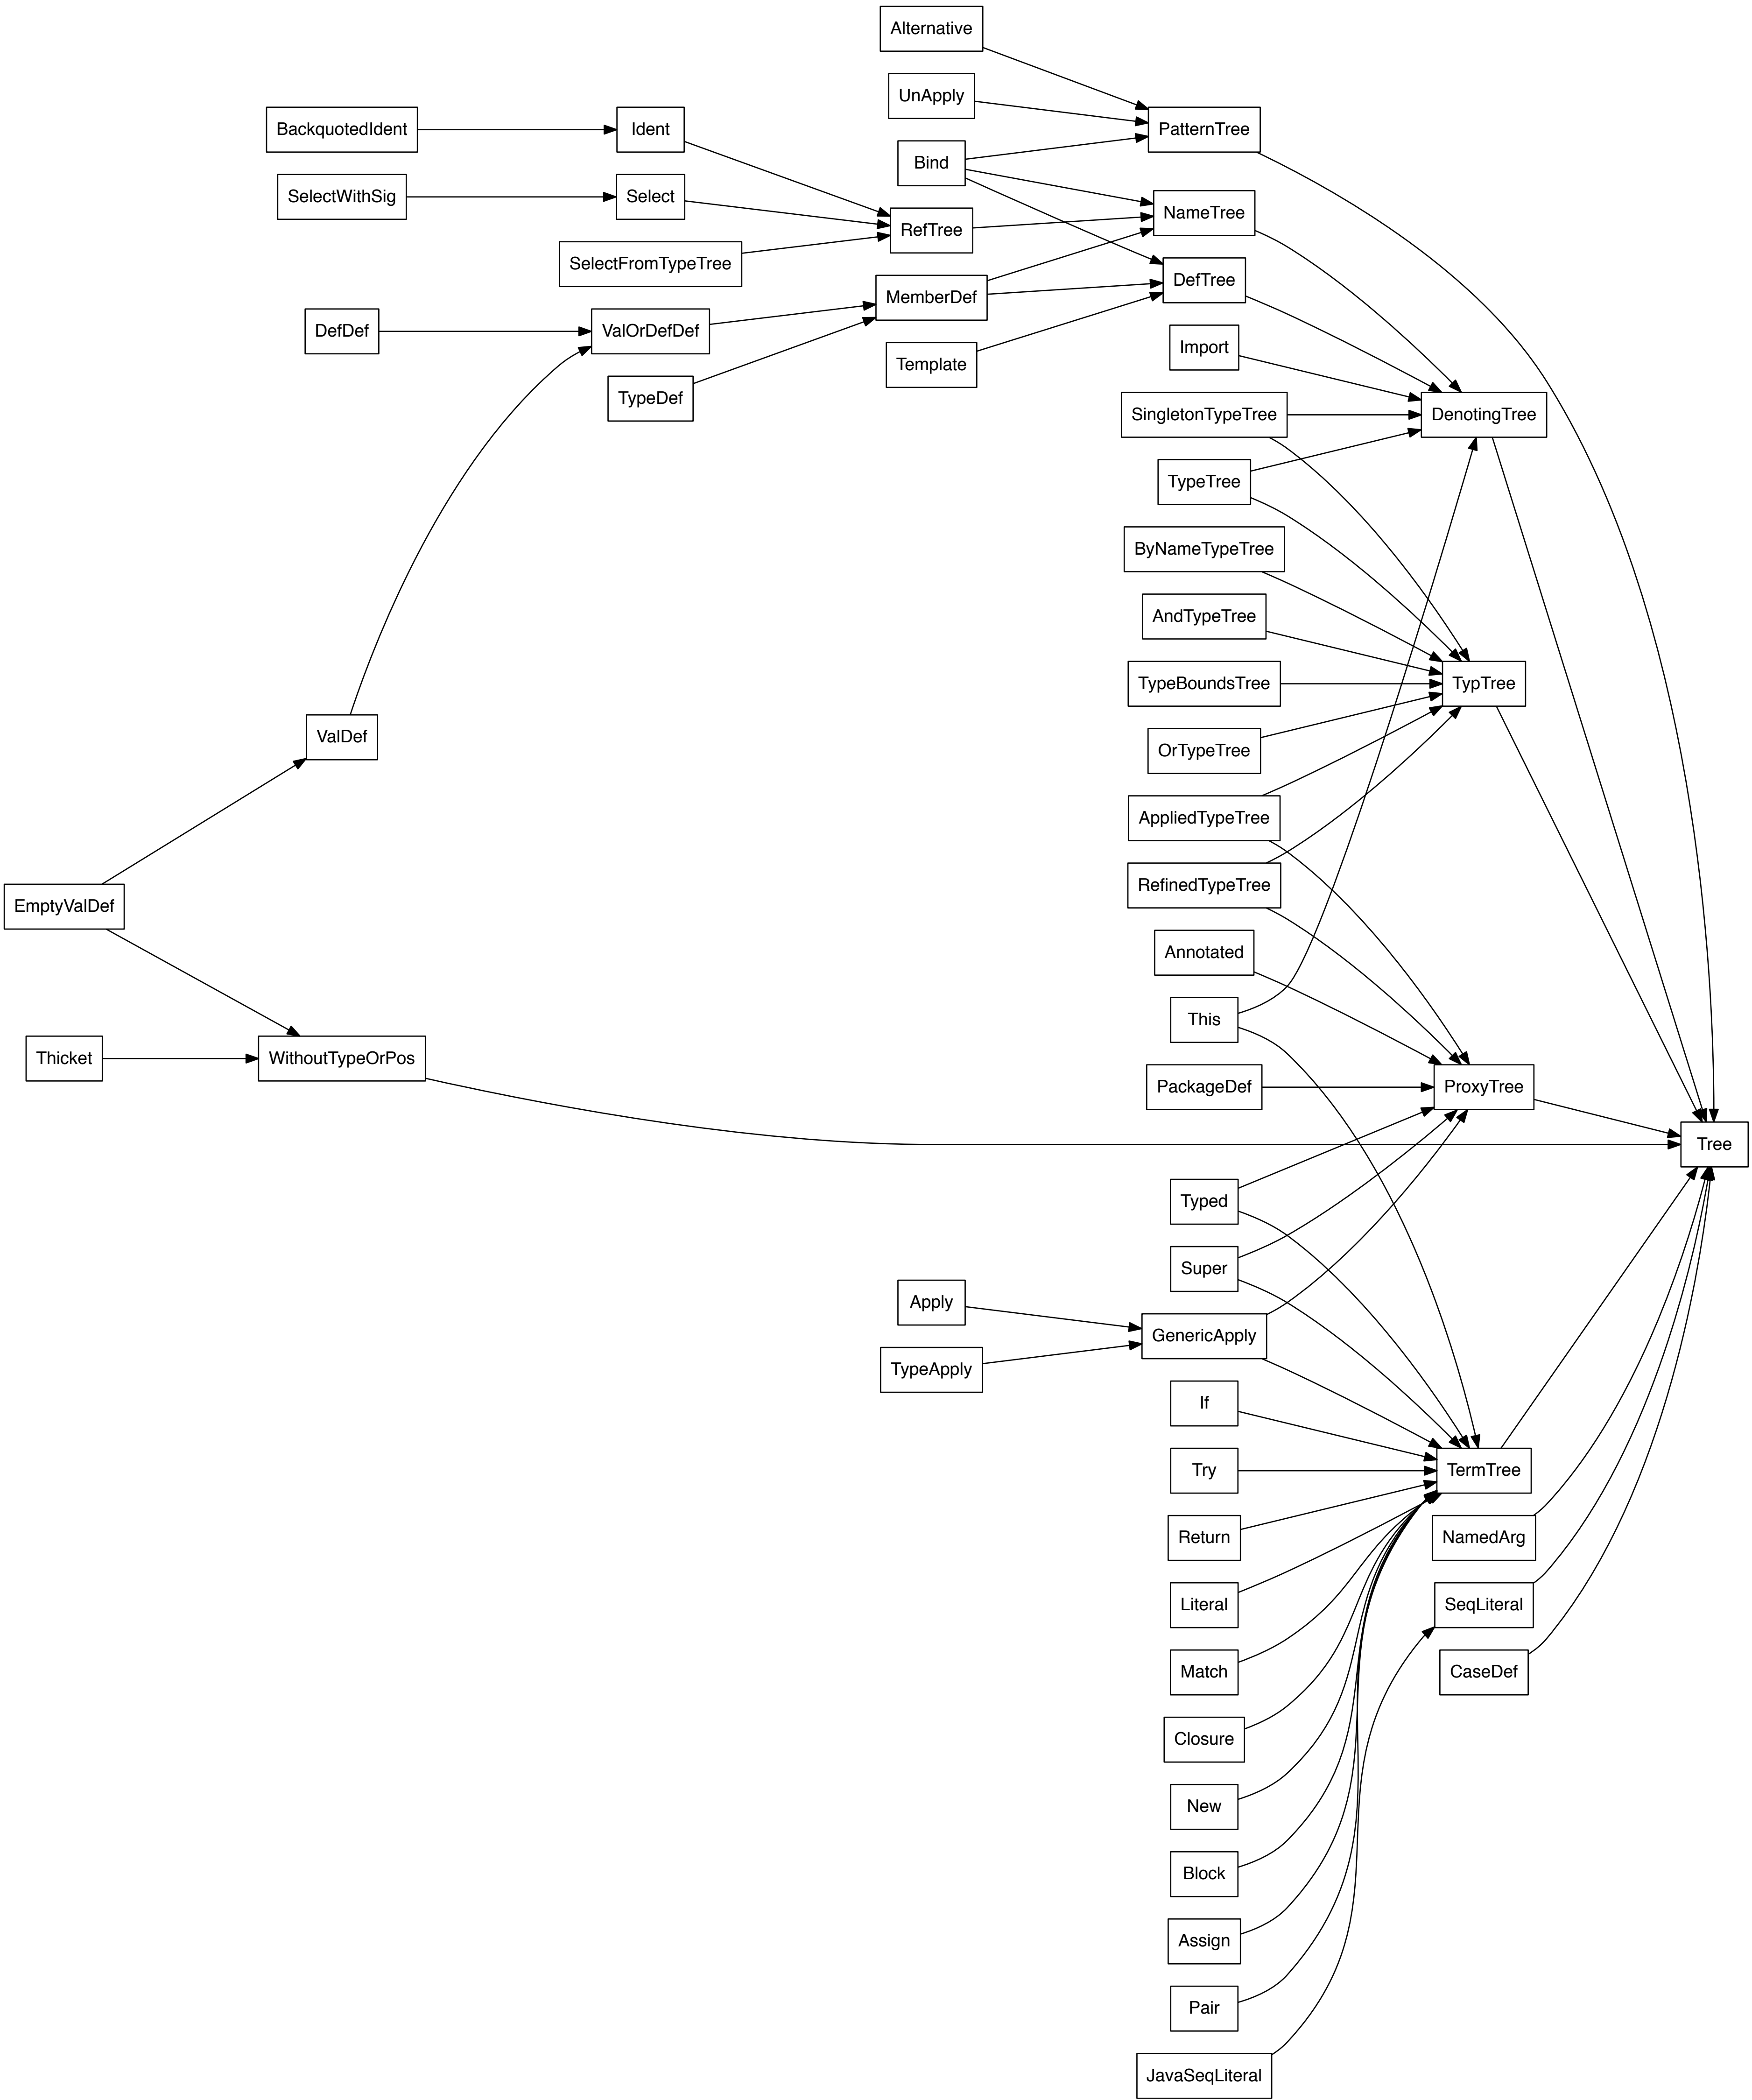 Alternative
UnApply
BackquotedIdent
Ident
PatternTree
Bind
SelectWithSig
Select
NameTree
RefTree
SelectFromTypeTree
DefTree
MemberDef
DefDef
ValOrDefDef
Import
Template
TypeDef
SingletonTypeTree
DenotingTree
TypeTree
ByNameTypeTree
AndTypeTree
TypeBoundsTree
TypTree
ValDef
OrTypeTree
AppliedTypeTree
RefinedTypeTree
EmptyValDef
Annotated
This
Thicket
WithoutTypeOrPos
PackageDef
ProxyTree
Tree
Typed
Super
Apply
GenericApply
TypeApply
If
Try
TermTree
Return
NamedArg
Literal
SeqLiteral
Match
CaseDef
Closure
New
Block
Assign
Pair
JavaSeqLiteral